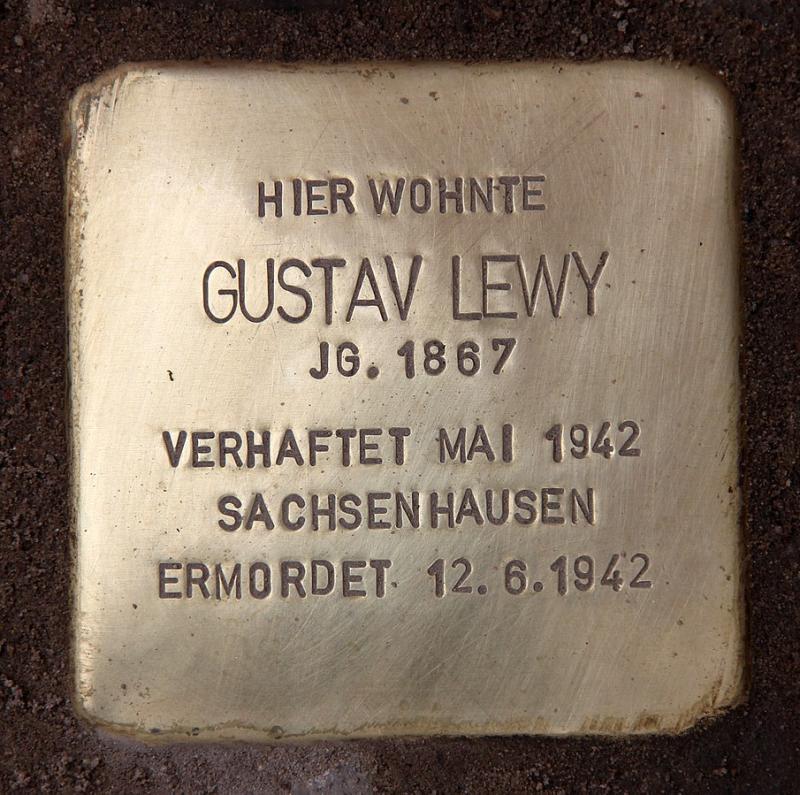 HIER WOHNTE
GUSTAV LEWY
JG. 1867
VERHAFTET MAI 1942
SACHSENHAUSEN
ERMORDET 12.6.1942